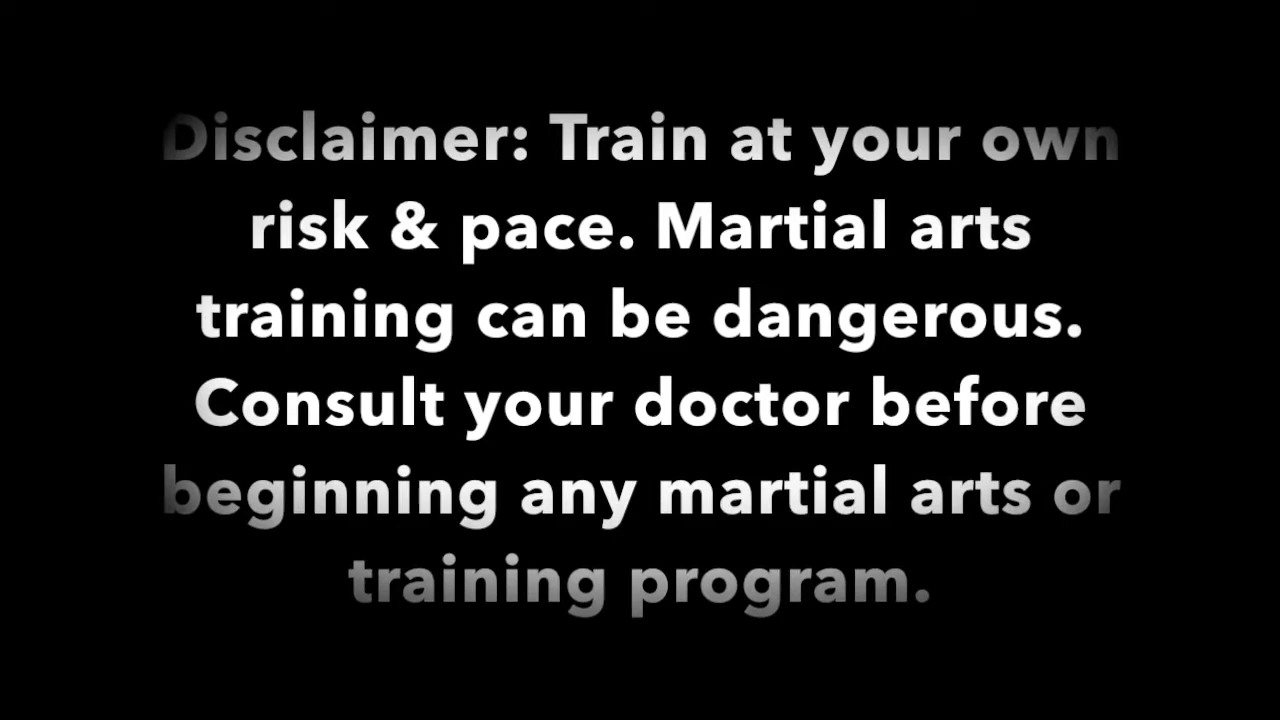 Disclaimer: Train at your own
risk & pace. Martial arts
training can be dangerous.
Consult your doctor before
beginning any martial arts or
training program.